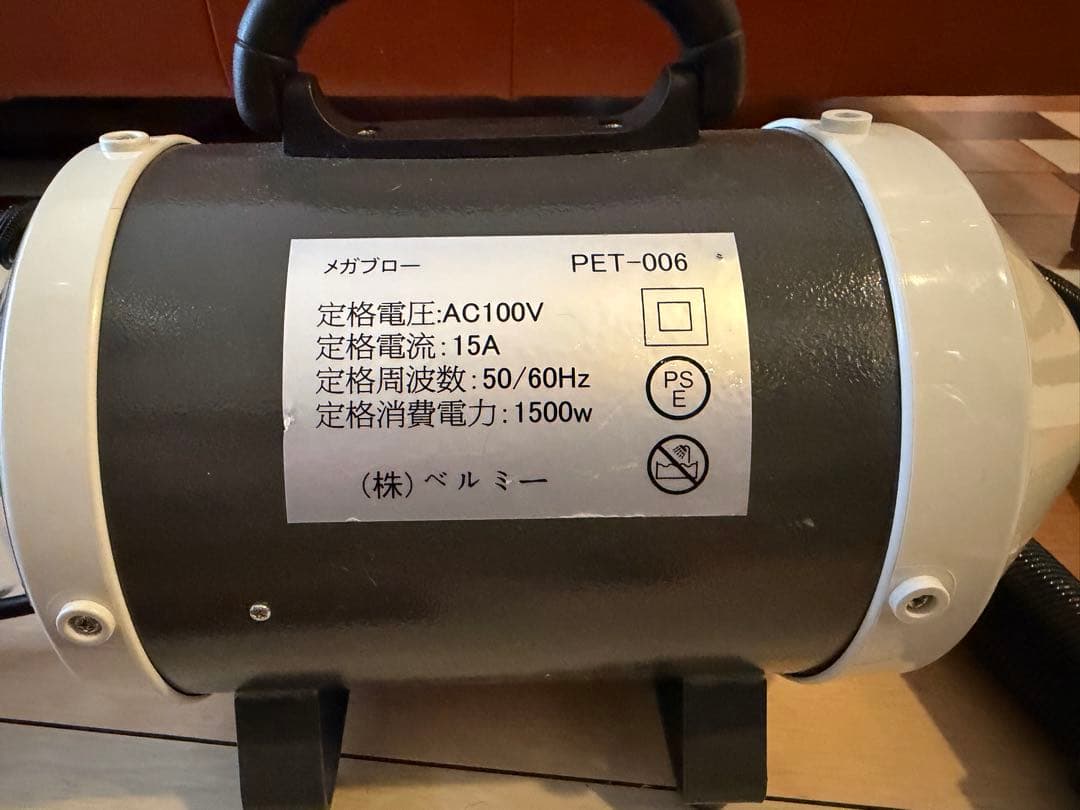 メガブロー PET-006
定格電圧:AC100V
定格電流:15A
定格周波数:50/60Hz
定格消費電力:1500w
PS
E
(株)ベルミー